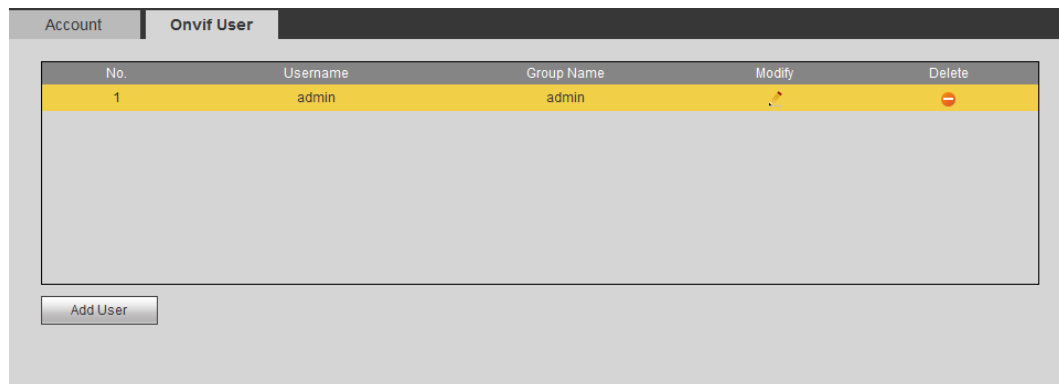 Account Onvif User
No. Username Group Name Modify Delete
1 admin admin
Add User